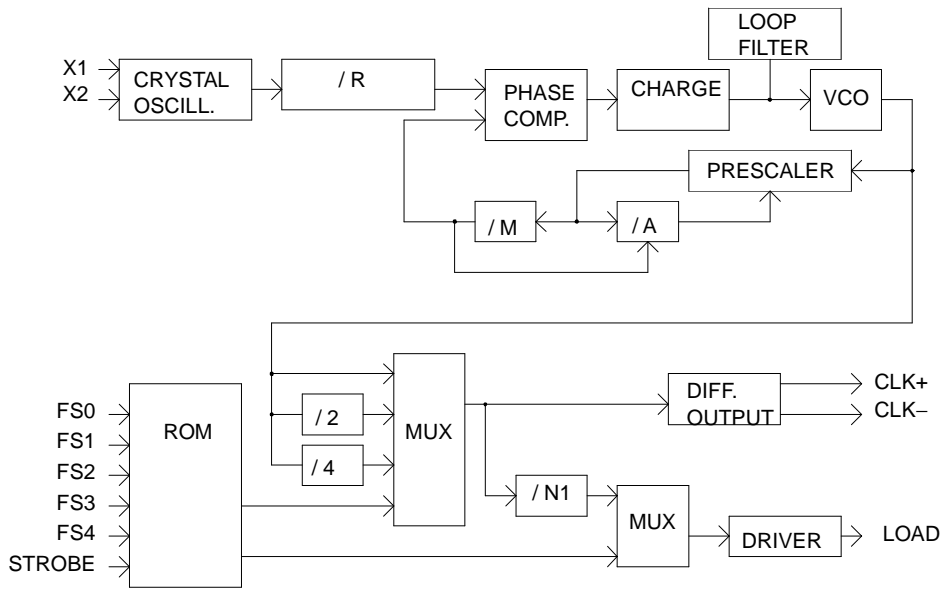 LOOP
FILTER
X1
X2
CRYSTAL
OSCILL.
/ R
PHASE
COMP.
CHARGE
VCO
PRESCALER
/ M
/ A
FS0
FS1
FS2
FS3
FS4
STROBE
ROM
/ 2
/ 4
MUX
DIFF.
OUTPUT
CLK+
CLK−
/ N1
MUX
DRIVER
LOAD